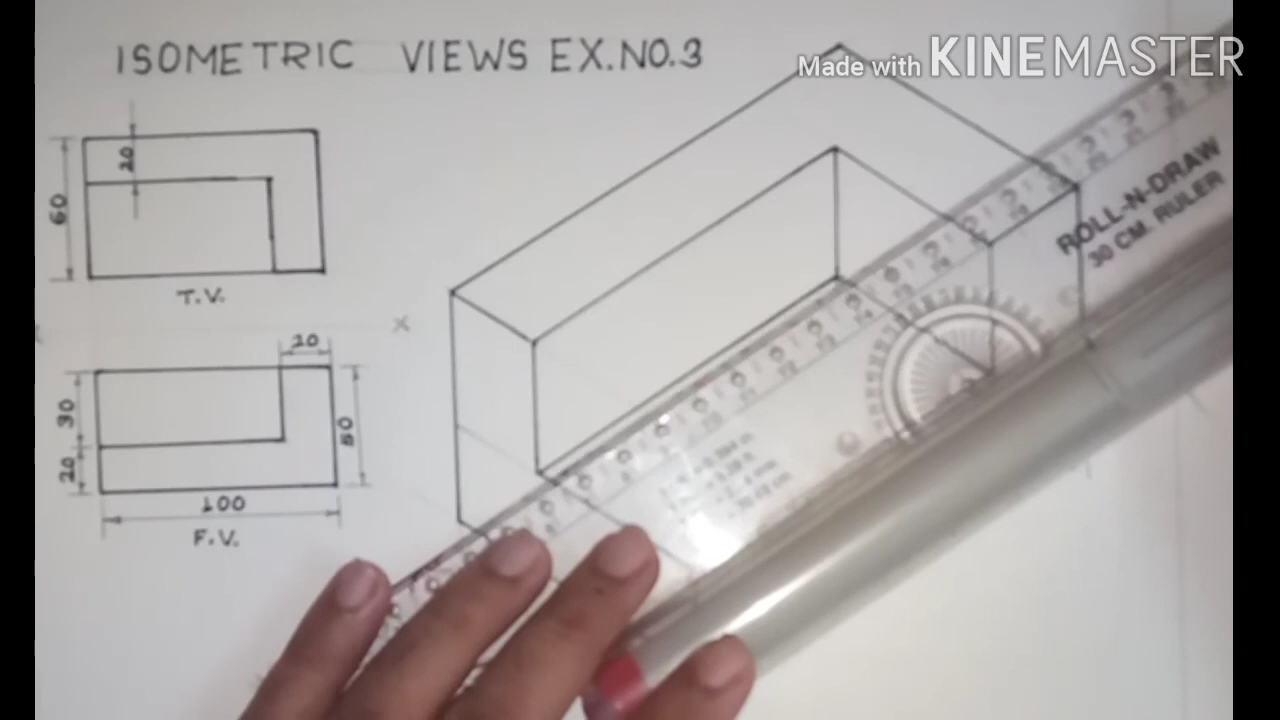 Made with KINEMASTER
ISOMETRIC VIEWS EX.NO.3
20
60
T.V.
X
20
30
50
20
100
F.V.
ROLL-N-DRAW
30 CM. RULER